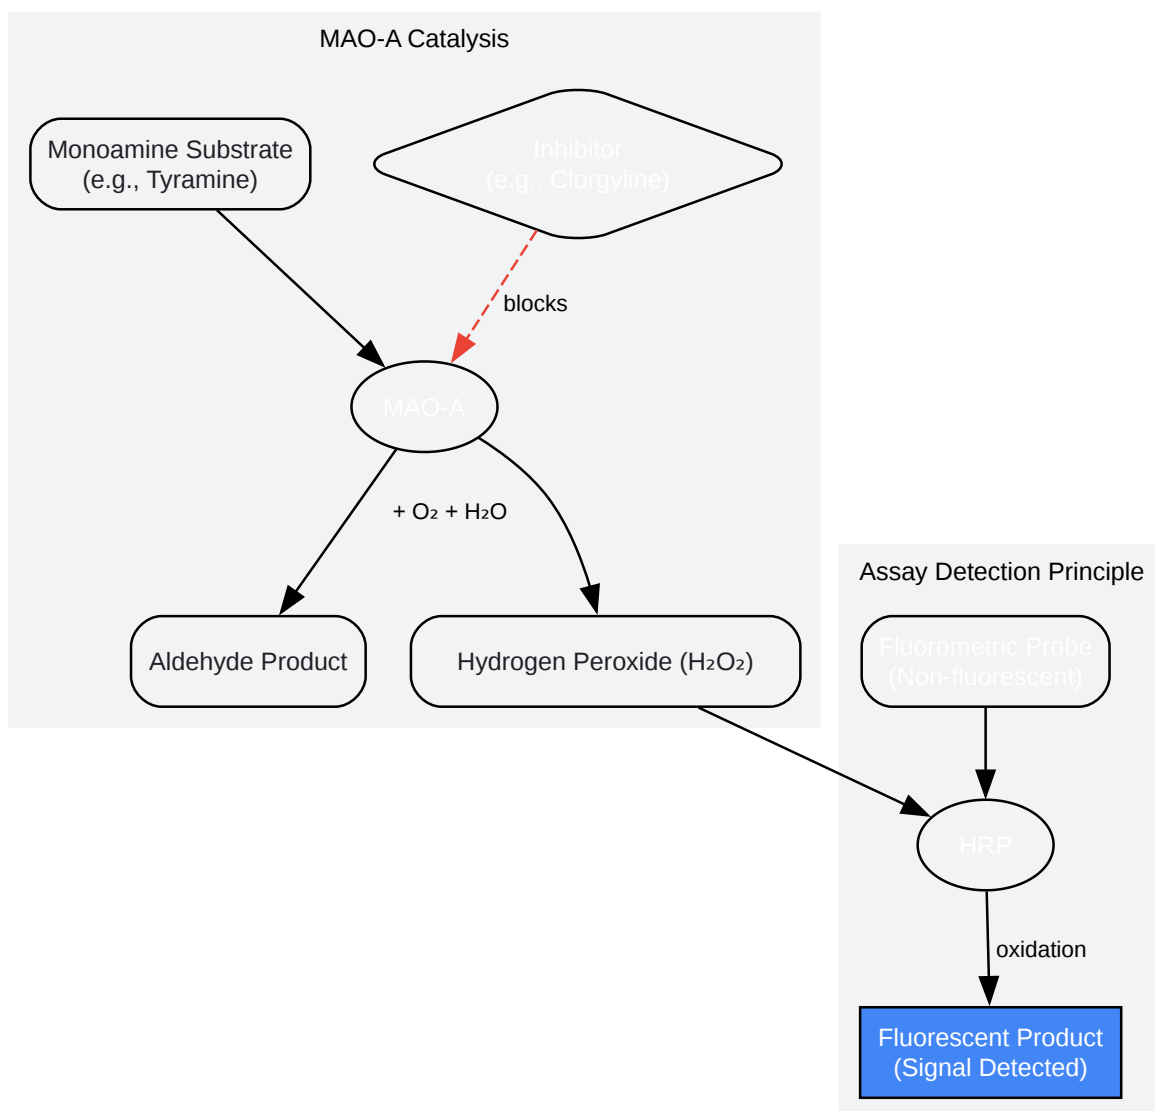 MAO-A Catalysis
Monoamine Substrate
(e.g., Tyramine)
Inhibitor
(e.g., Clorgyline)
blocks
MAO-A
+ O₂ + H₂O
Aldehyde Product
Hydrogen Peroxide (H₂O₂)
Assay Detection Principle
Fluorometric Probe
(Non-fluorescent)
HRP
oxidation
Fluorescent Product
(Signal Detected)